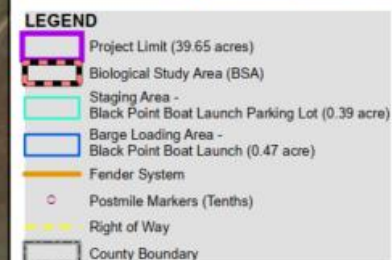 LEGEND
Project Limit (39.65 acres)
Biological Study Area (BSA)
Staging Area -
Black Point Boat Launch Parking Lot (0.39 acre)
Barge Loading Area -
Black Point Boat Launch (0.47 acre)
Fender System
Postmile Markers (Tenths)
Right of Way
County Boundary